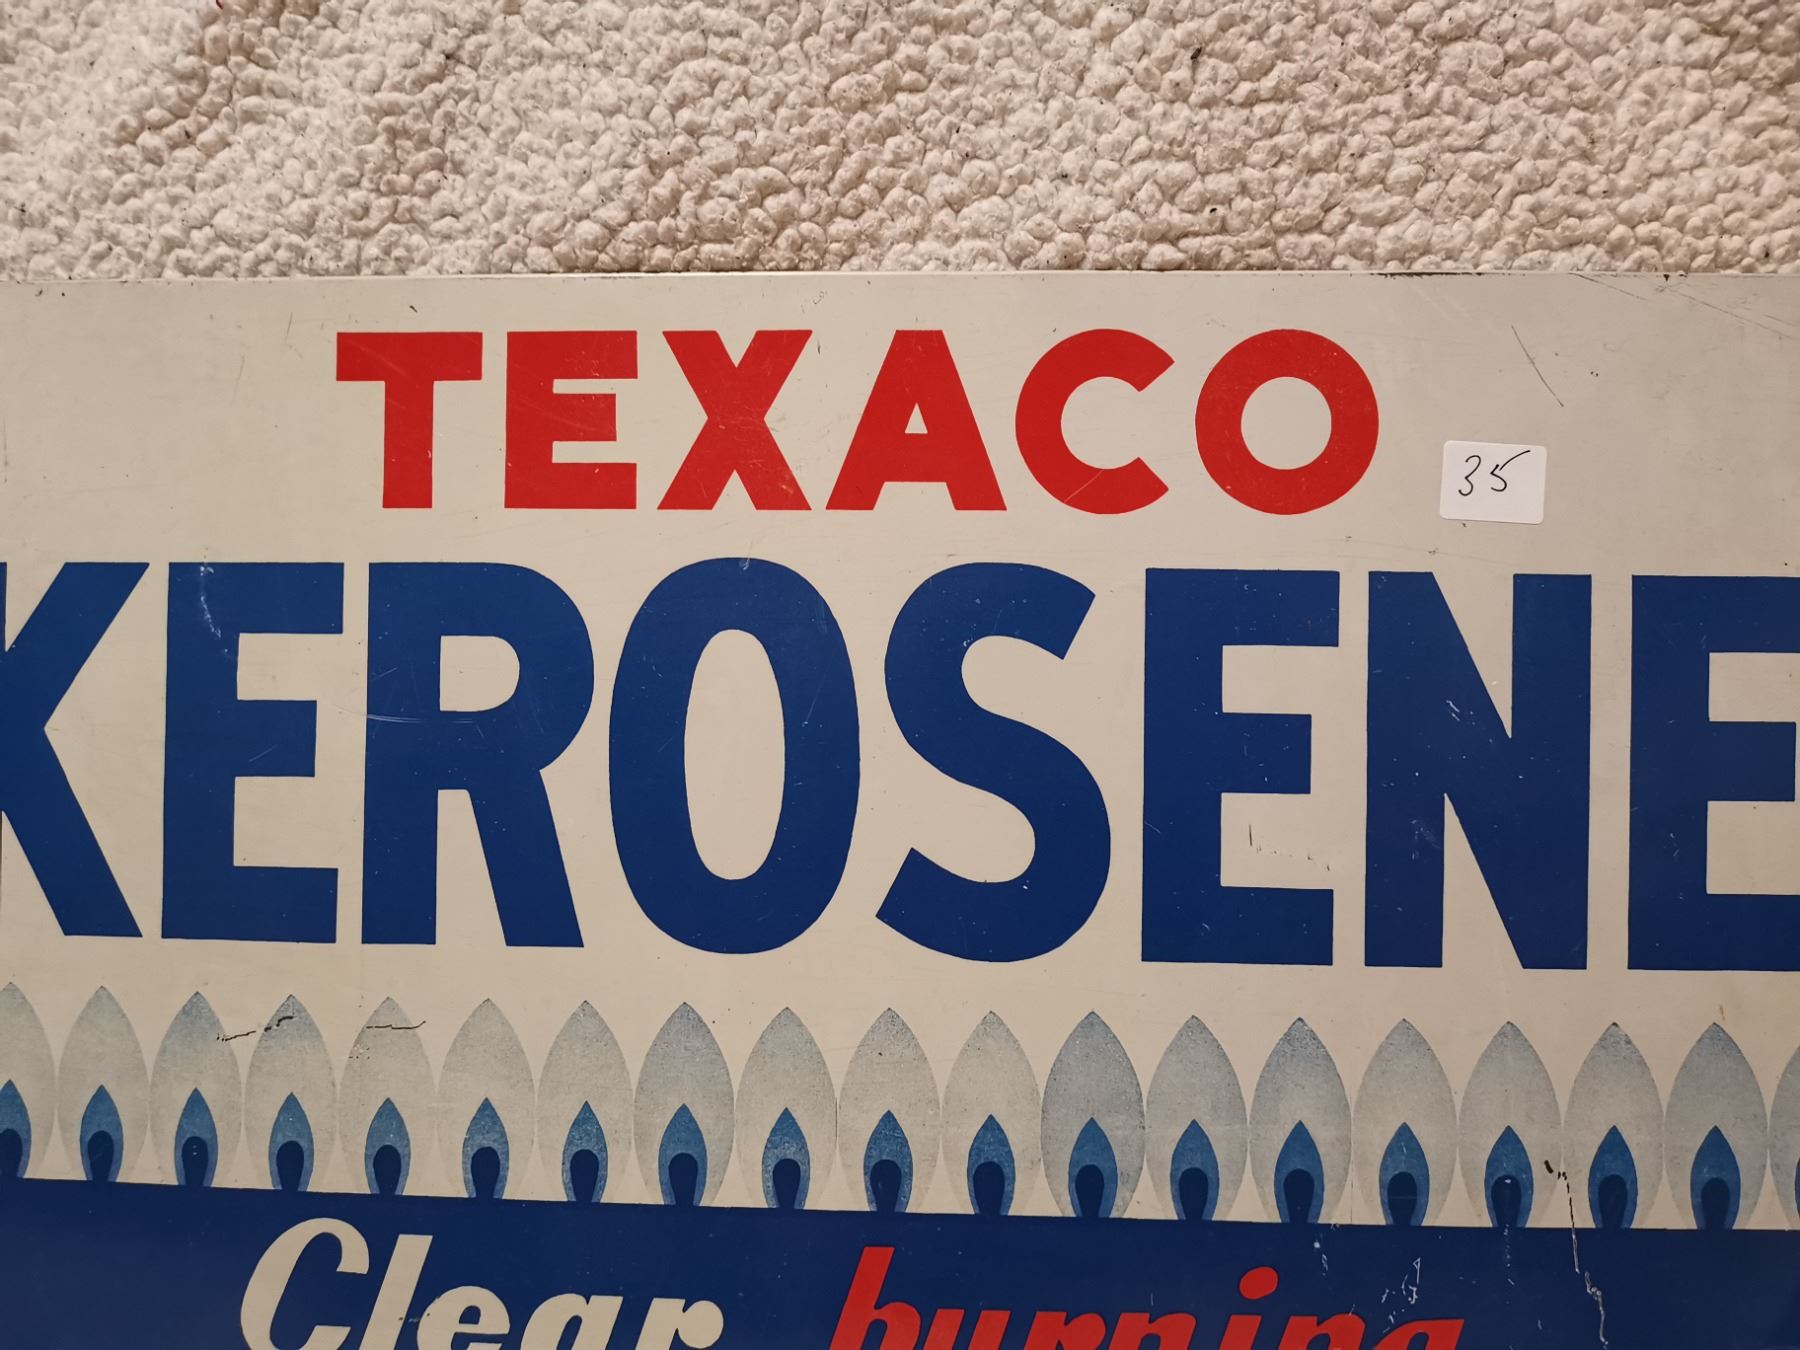 TEXACO
35
KEROSENE
Clear burning